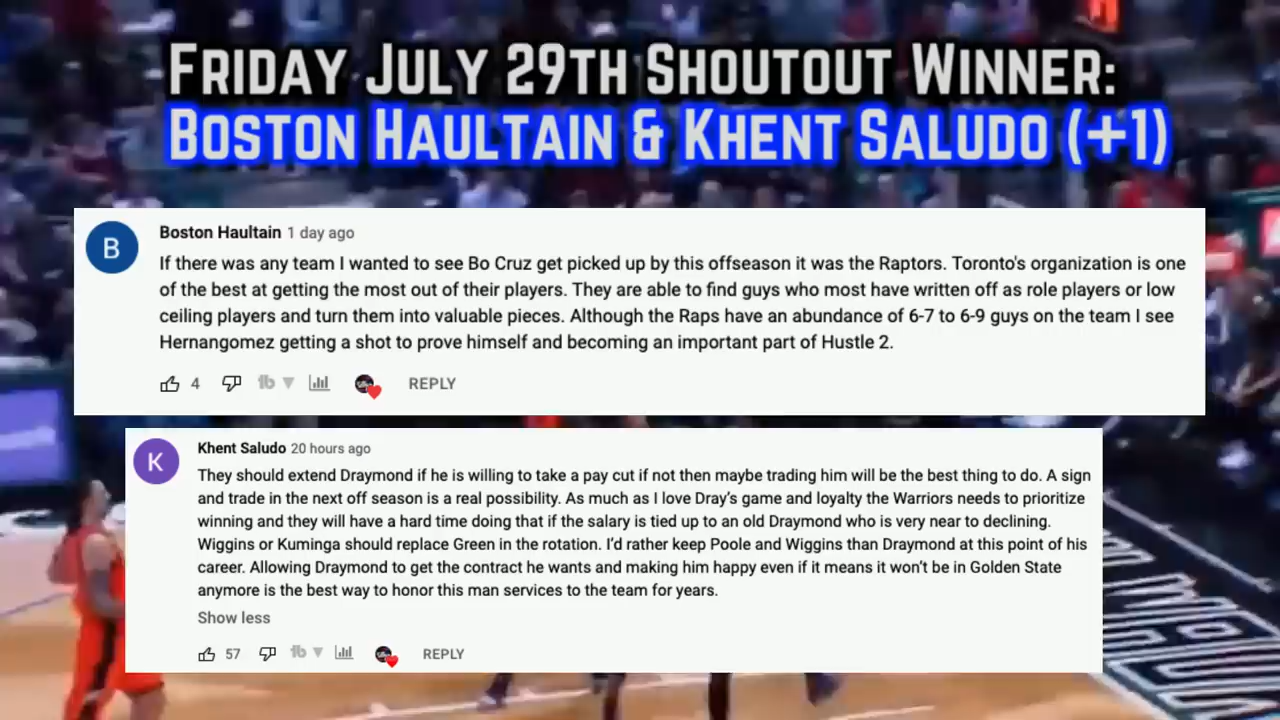 FRIDAY JULY 29TH SHOUTOUT WINNER:
BOSTON HAULTAIN & KHENT SALUDO (+1)
B
Boston Haultain 1 day ago
If there was any team I wanted to see Bo Cruz get picked up by this offseason it was the Raptors. Toronto's organization is one
of the best at getting the most out of their players. They are able to find guys who most have written off as role players or low
ceiling players and turn them into valuable pieces. Although the Raps have an abundance of 6-7 to 6-9 guys on the team I see
Hernangomez getting a shot to prove himself and becoming an important part of Hustle 2.
4 REPLY
K
Khent Saludo 20 hours ago
They should extend Draymond if he is willing to take a pay cut if not then maybe trading him will be the best thing to do. A sign
and trade in the next off season is a real possibility. As much as I love Dray's game and loyalty the Warriors needs to prioritize
winning and they will have a hard time doing that if the salary is tied up to an old Draymond who is very near to declining.
Wiggins or Kuminga should replace Green in the rotation. I'd rather keep Poole and Wiggins than Draymond at this point of his
career. Allowing Draymond to get the contract he wants and making him happy even if it means it won't be in Golden State
anymore is the best way to honor this man services to the team for years.
Show less
57 REPLY